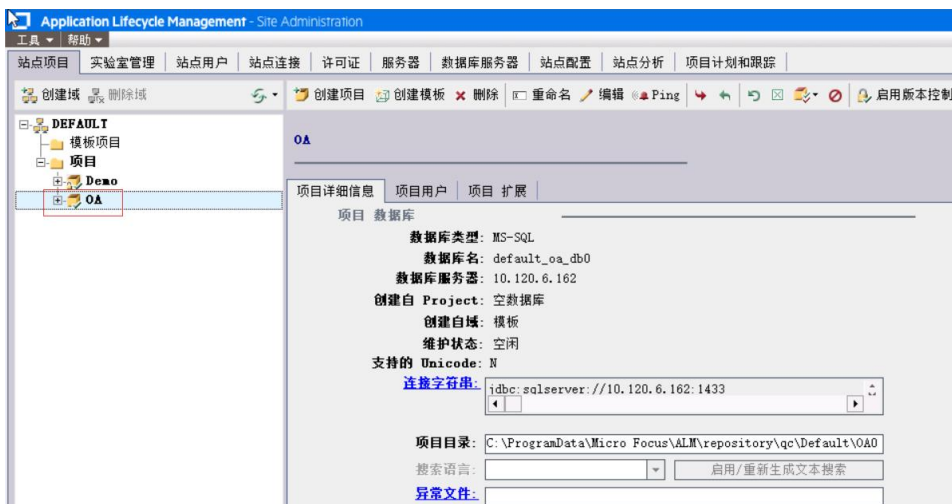 Application Lifecycle Management - Site Administration
工具 帮助
站点项目 实验室管理 站点用户 站点连接 许可证 服务器 数据库服务器 站点配置 站点分析 项目计划和跟踪
创建域 删除域 创建项目 创建模板 删除 重命名 编辑 Ping 启用版本控制
DEFAULT
模板项目
项目
Demo
OA
OA
项目详细信息 项目用户 项目 扩展
项目 数据库
数据库类型: MS-SQL
数据库名: default_oa_db0
数据库服务器: 10.120.6.162
创建自 Project: 空数据库
创建自域: 模板
维护状态: 空闲
支持的 Unicode: N
连接字符串: jdbc:sqlserver://10.120.6.162:1433
项目目录: C:\ProgramData\Micro Focus\ALM\repository\qc\Default\OA0
搜索语言: 启用/重新生成文本搜索
异常文件: